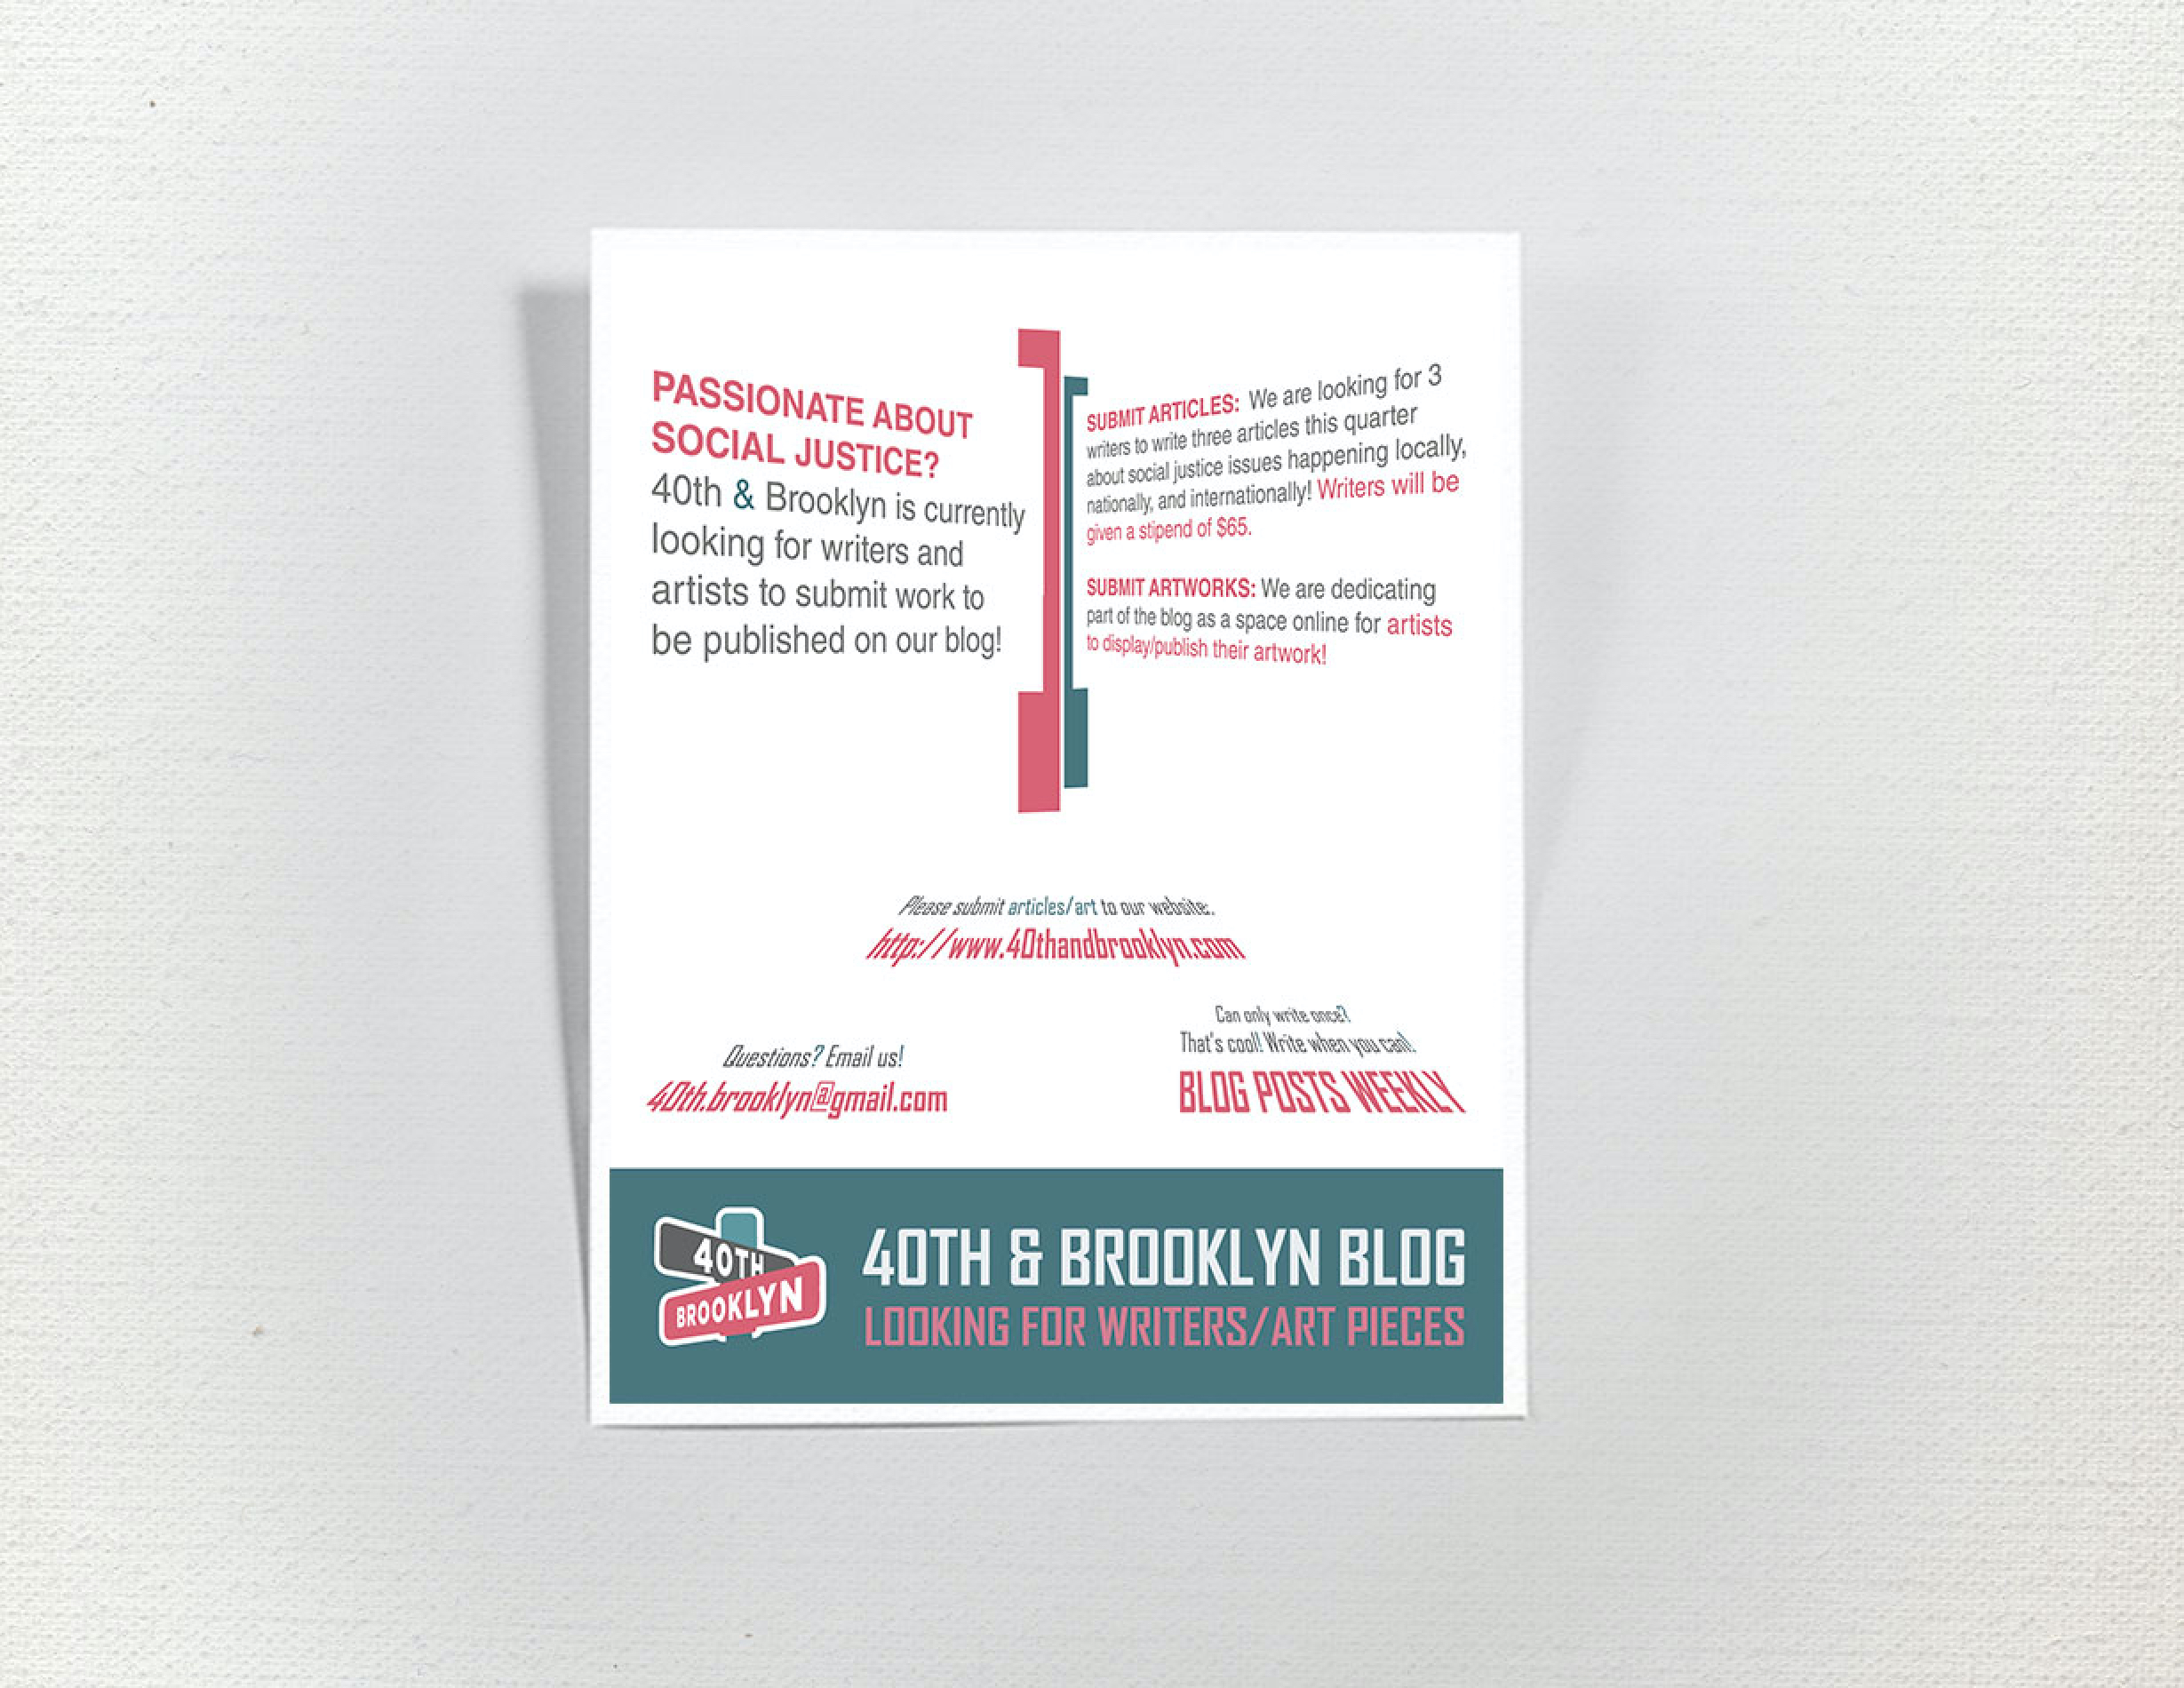 PASSIONATE ABOUT
SOCIAL JUSTICE?
40th & Brooklyn is currently
looking for writers and
artists to submit work to
be published on our blog!
SUBMIT ARTICLES: We are looking for 3
writers to write three articles this quarter
about social justice issues happening locally,
nationally, and internationally! Writers will be
given a stipend of $65.
SUBMIT ARTWORKS: We are dedicating
part of the blog as a space online for artists
to display/publish their artwork!
Please submit articles/art to our website:
http://www.40thandbrooklyn.com
Questions? Email us!
40th.brooklyn@gmail.com
Can only write once?
That's cool! Write when you can!
BLOG POSTS WEEKLY
40TH
BROOKLYN
40TH & BROOKLYN BLOG
LOOKING FOR WRITERS/ART PIECES